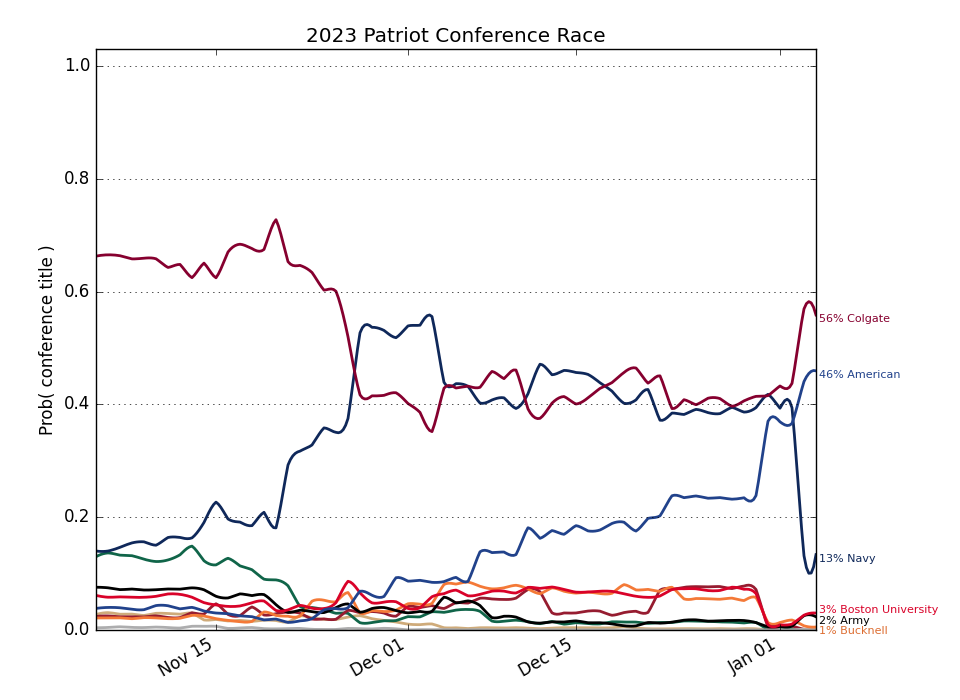 2023 Patriot Conference Race
Prob( conference title )
1.0
0.8
0.6
0.4
0.2
0.0
Nov 15
Dec 01
Dec 15
Jan 01
56% Colgate
46% American
13% Navy
3% Boston University
2% Army
1% Bucknell